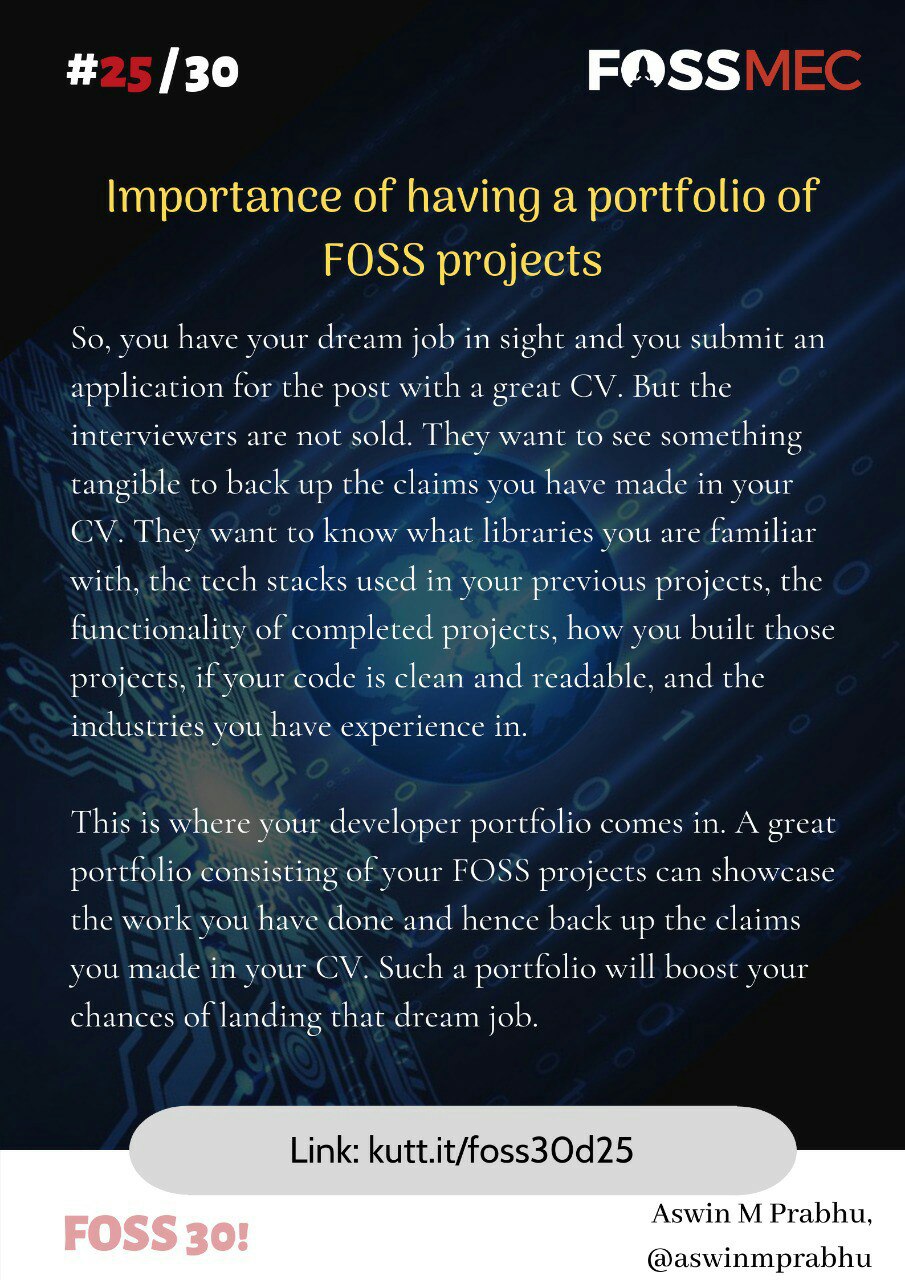 #25/30
FOSSMEC
Importance of having a portfolio of
FOSS projects
So, you have your dream job in sight and you submit an
application for the post with a great CV. But the
interviewers are not sold. They want to see something
tangible to back up the claims you have made in your
CV. They want to know what libraries you are familiar
with, the tech stacks used in your previous projects, the
functionality of completed projects, how you built those
projects, if your code is clean and readable, and the
industries you have experience in.
This is where your developer portfolio comes in. A great
portfolio consisting of your FOSS projects can showcase
the work you have done and hence back up the claims
you made in your CV. Such a portfolio will boost your
chances of landing that dream job.
Link: kutt.it/foss30d25
FOSS 30!
Aswin M Prabhu,
@aswinmprabhu